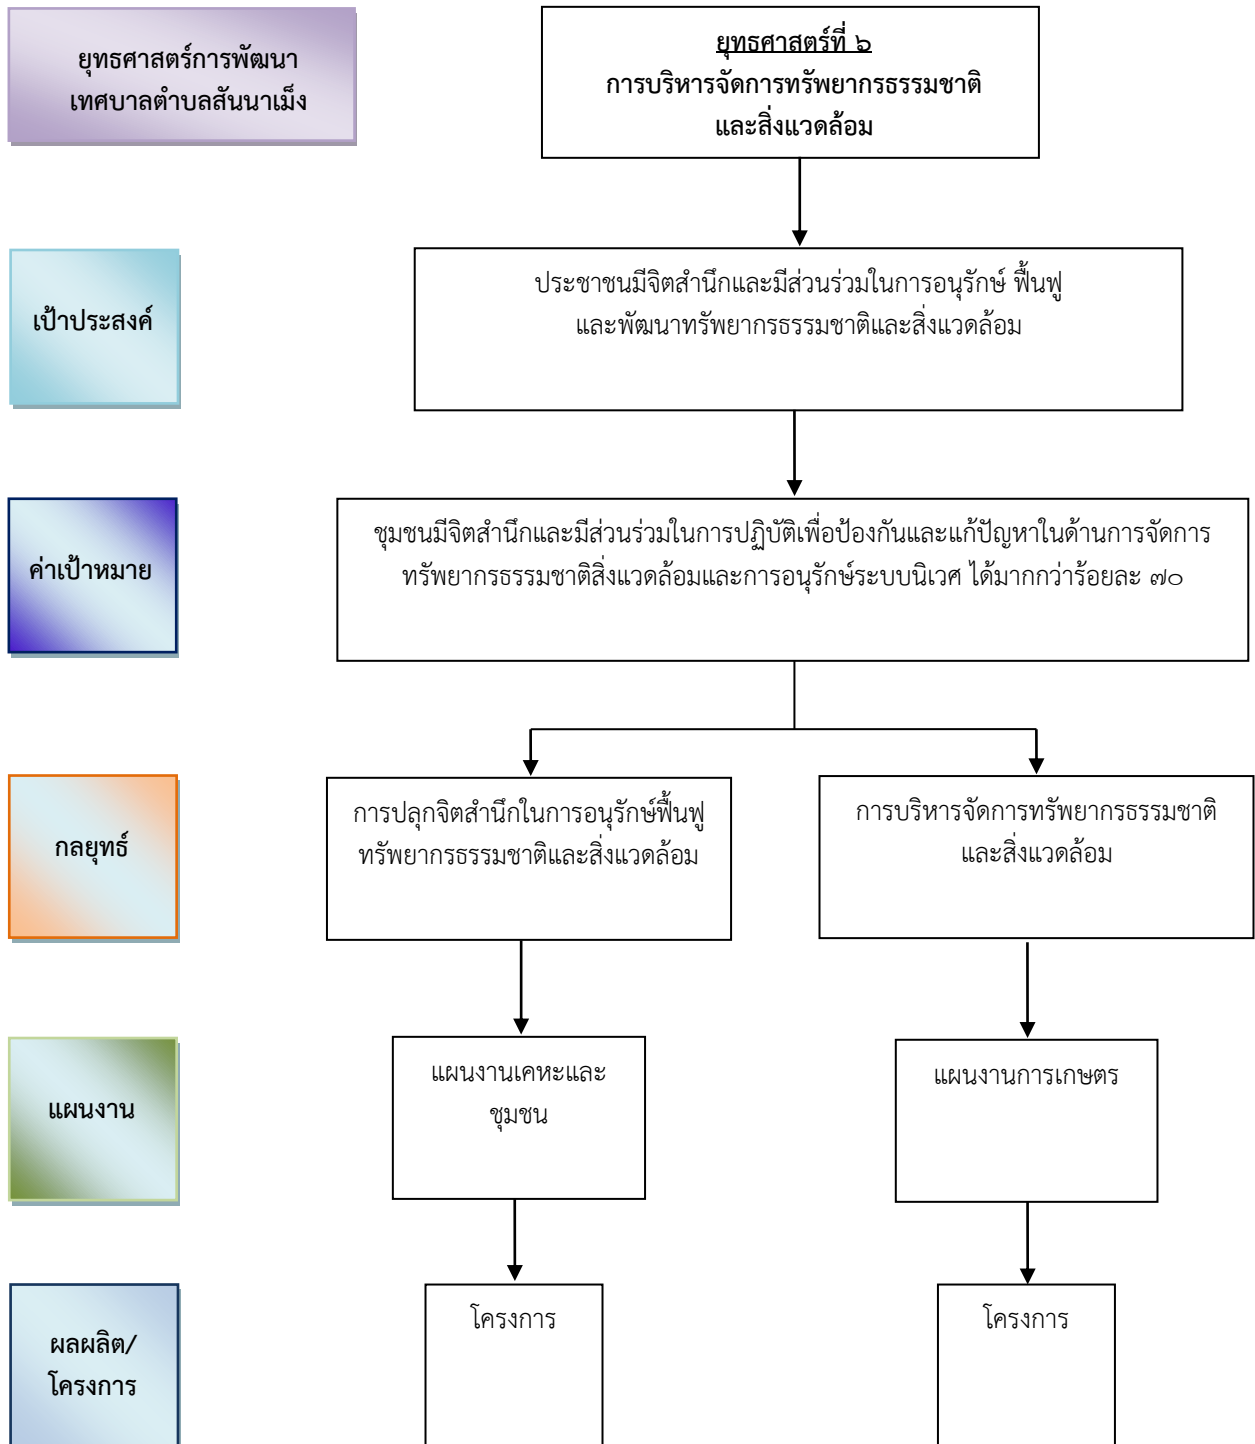 ยุทธศาสตร์การพัฒนา
เทศบาลตำบลสันนาเม็ง
ยุทธศาสตร์ที่ ๖
การบริหารจัดการทรัพยากรธรรมชาติ
และสิ่งแวดล้อม
เป้าประสงค์
ประชาชนมีจิตสำนึกและมีส่วนร่วมในการอนุรักษ์ ฟื้นฟู
และพัฒนาทรัพยากรธรรมชาติและสิ่งแวดล้อม
ค่าเป้าหมาย
ชุมชนมีจิตสำนึกและมีส่วนร่วมในการปฏิบัติเพื่อป้องกันและแก้ปัญหาในด้านการจัดการ
ทรัพยากรธรรมชาติสิ่งแวดล้อมและการอนุรักษ์ระบบนิเวศ ได้มากกว่าร้อยละ ๗๐
กลยุทธ์
การปลุกจิตสำนึกในการอนุรักษ์ฟื้นฟู
ทรัพยากรธรรมชาติและสิ่งแวดล้อม
การบริหารจัดการทรัพยากรธรรมชาติ
และสิ่งแวดล้อม
แผนงาน
แผนงานเคหะและ
ชุมชน
แผนงานการเกษตร
ผลผลิต/
โครงการ
โครงการ
โครงการ